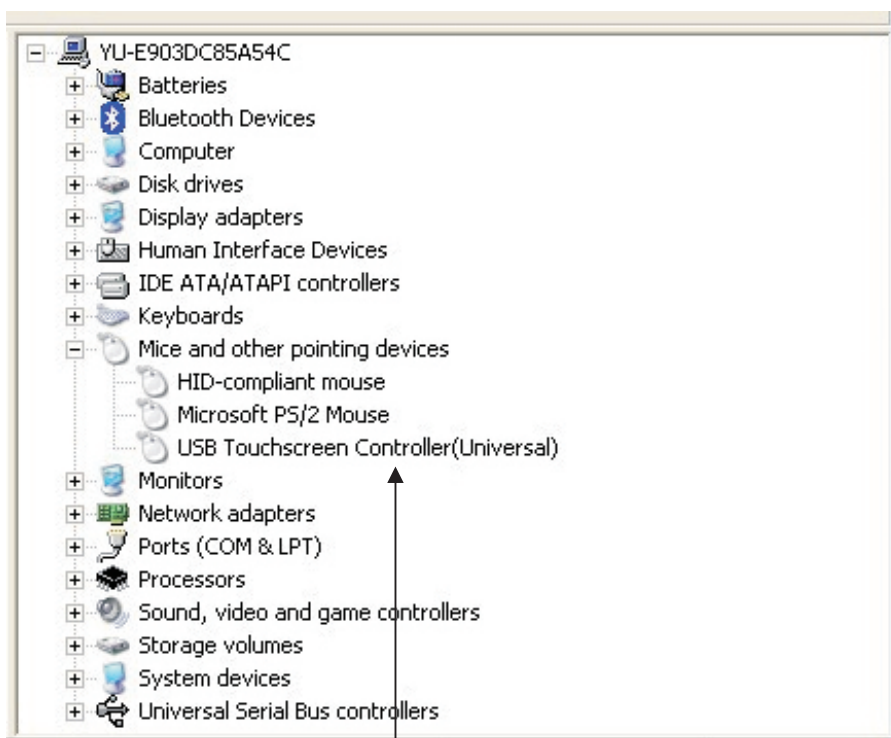 YU-E903DC85A54C
Batteries
Bluetooth Devices
Computer
Disk drives
Display adapters
Human Interface Devices
IDE ATA/ATAPI controllers
Keyboards
Mice and other pointing devices
HID-compliant mouse
Microsoft PS/2 Mouse
USB Touchscreen Controller(Universal)
Monitors
Network adapters
Ports (COM & LPT)
Processors
Sound, video and game controllers
Storage volumes
System devices
Universal Serial Bus controllers